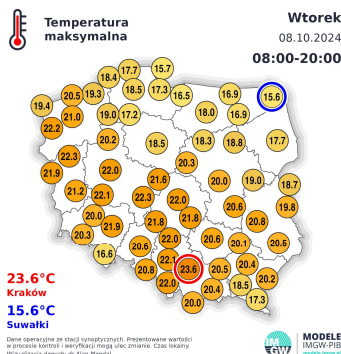 Temperatura
maksymalna
Wtorek
08.10.2024
08:00-20:00
17.7 15.7
18.4
20.5 19.3 18.5 17.3 16.5 16.9 15.6
19.4
21.0 19.0 17.2 18.0 16.9
22.2
20.2 18.5 18.3 18.8 17.7
22.3
20.3
21.9 22.0 21.6 20.0 19.0 18.7
21.2 22.1 22.3 22.0
20.6 19.8
20.0 21.8 21.8 20.8
21.9
20.3 22.0 20.6 20.1
20.6
16.6 22.1
20.8 23.6 20.5 20.4
22.0 20.4 18.5 20.2
20.0 17.3
23.6°C
Kraków
15.6°C
Suwałki
Dane operacyjne ze stacji synoptycznych. Prezentowane wartości
w procesie kontroli i weryfikacji mogą ulec zmianie. Czas lokalny.
IMGW
MODELE
IMGW-PIB